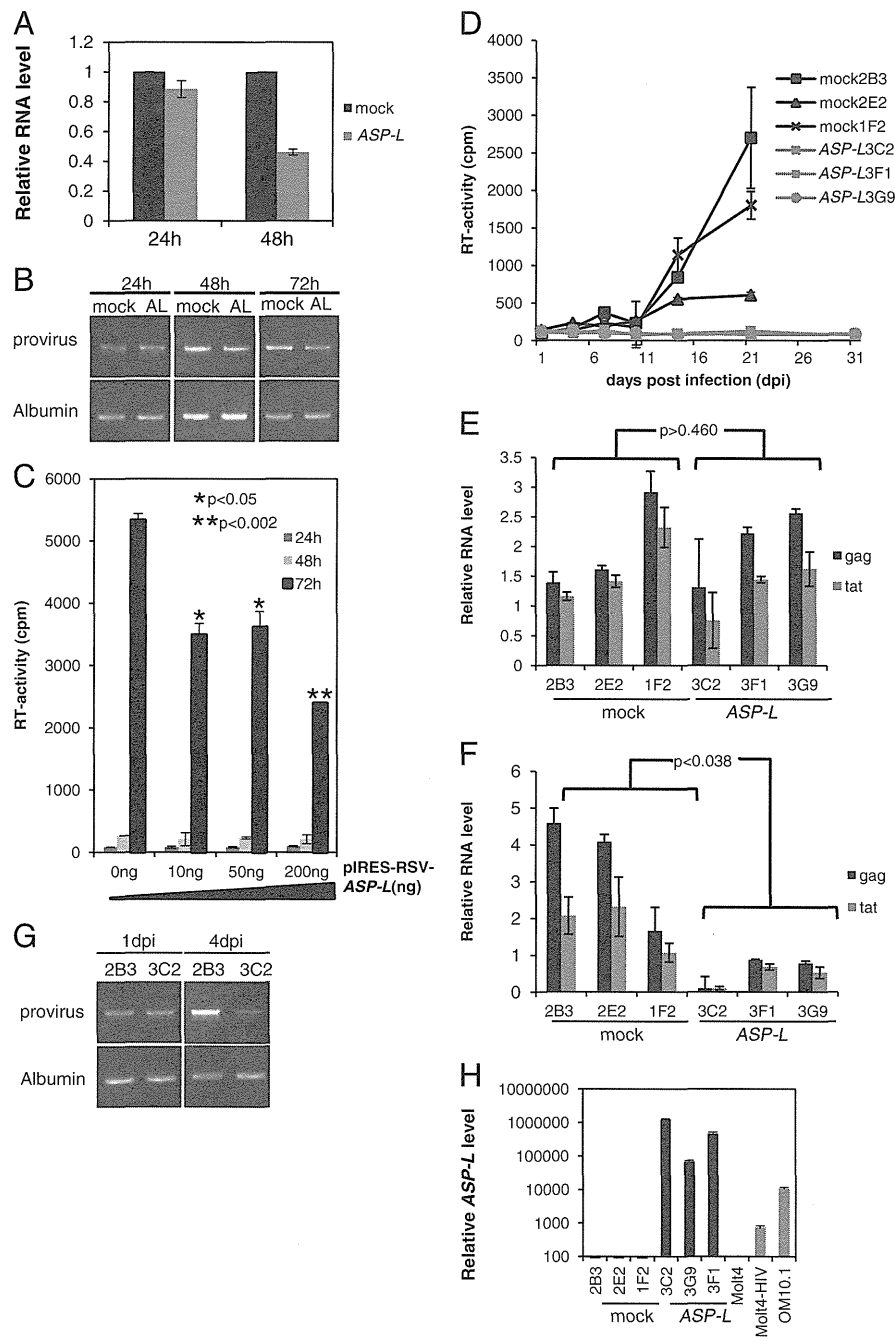 A
Relative RNA level
1.2
1
0.8
0.6
0.4
0.2
0
24h
48h
mock
ASP-L
B
24h 48h 72h
mock AL mock AL mock AL
provirus
Albumin
C
RT-activity (cpm)
6000
5000
4000
3000
2000
1000
0
*p<0.05
**p<0.002
24h
48h
72h
*
*
**
0ng 10ng 50ng 200ng
pIRES-RSV-
ASP-L(ng)
G
1dpi 4dpi
2B3 3C2 2B3 3C2
provirus
Albumin
D
RT-activity (cpm)
4000
3500
3000
2500
2000
1500
1000
500
0
1 6 11 16 21 26 31
days post infection (dpi)
mock2B3
mock2E2
mock1F2
ASP-L3C2
ASP-L3F1
ASP-L3G9
E
p>0.460
Relative RNA level
3.5
3
2.5
2
1.5
1
0.5
0
gag
tat
2B3 2E2 1F2 3C2 3F1 3G9
mock ASP-L
F
p<0.038
Relative RNA level
6
5
4
3
2
1
0
gag
tat
2B3 2E2 1F2 3C2 3F1 3G9
mock ASP-L
H
Relative ASP-L level
10000000
1000000
100000
10000
1000
100
2B3 2E2 1F2 3C2 3G9 3F1 Molt4 Molt4-HIV OM10.1
mock ASP-L